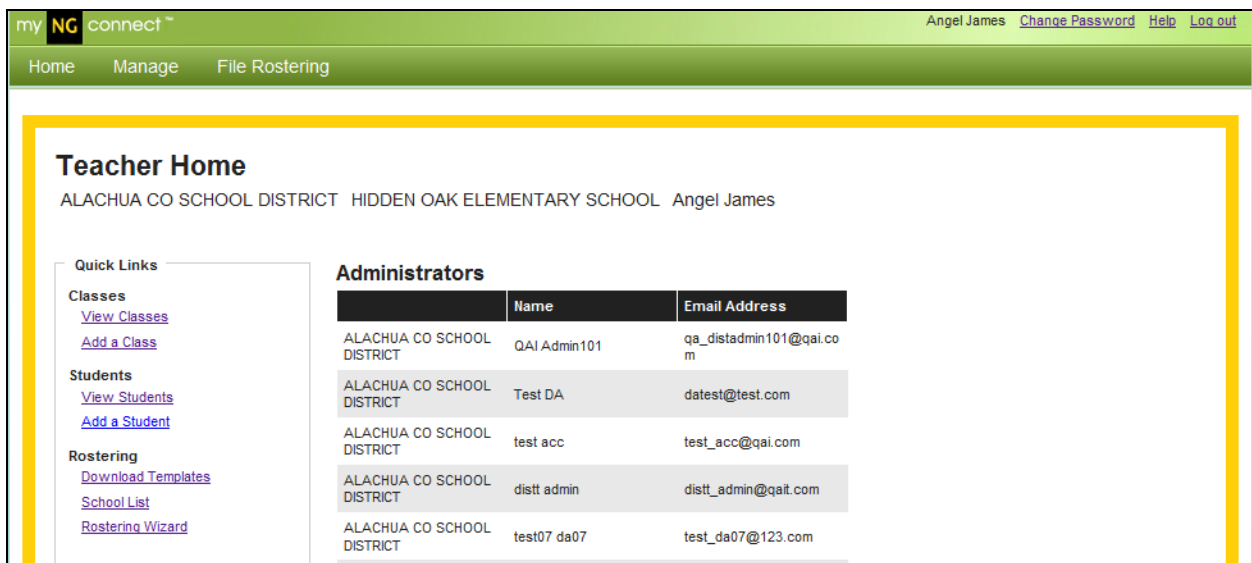 my NG connect™ Angel James Change Password Help Log out
Home Manage File Rostering
Teacher Home
ALACHUA CO SCHOOL DISTRICT HIDDEN OAK ELEMENTARY SCHOOL Angel James
Quick Links
Classes
View Classes
Add a Class
Students
View Students
Add a Student
Rostering
Download Templates
School List
Rostering Wizard
Administrators
Name Email Address
ALACHUA CO SCHOOL
DISTRICT
QAI Admin101
qa_distadmin101@qai.co
m
ALACHUA CO SCHOOL
DISTRICT
Test DA
datest@test.com
ALACHUA CO SCHOOL
DISTRICT
test acc
test_acc@qai.com
ALACHUA CO SCHOOL
DISTRICT
distt admin
distt_admin@qait.com
ALACHUA CO SCHOOL
DISTRICT
test07 da07
test_da07@123.com